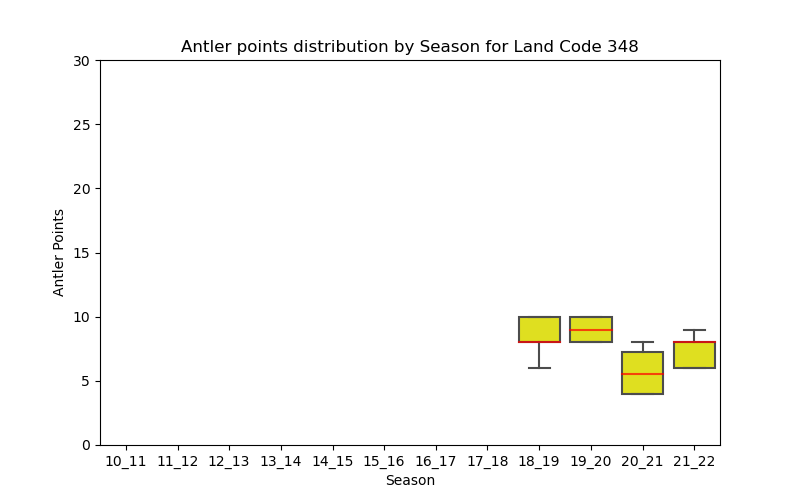 Antler points distribution by Season for Land Code 348
30
25
20
15
10
5
0
Antler Points
10_11 11_12 12_13 13_14 14_15 15_16 16_17 17_18 18_19 19_20 20_21 21_22
Season